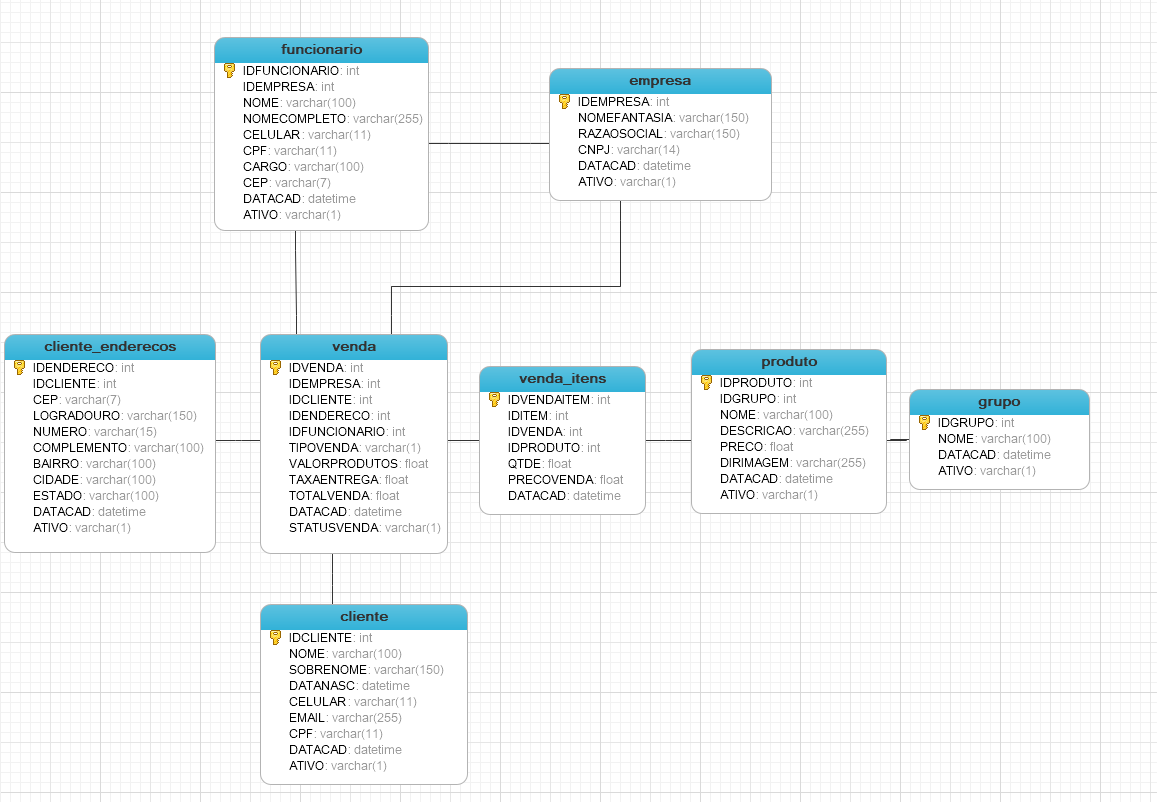 funcionario
IDFUNCIONARIO: int
IDEMPRESA: int
NOME: varchar(100)
NOMECOMPLETO: varchar(255)
CELULAR: varchar(11)
CPF: varchar(11)
CARGO: varchar(100)
CEP: varchar(7)
DATACAD: datetime
ATIVO: varchar(1)
empresa
IDEMPRESA: int
NOMEFANTASIA: varchar(150)
RAZAOSOCIAL: varchar(150)
CNPJ: varchar(14)
DATACAD: datetime
ATIVO: varchar(1)
cliente_enderecos
IDENDERECO: int
IDCLIENTE: int
CEP: varchar(7)
LOGRADOURO: varchar(150)
NUMERO: varchar(15)
COMPLEMENTO: varchar(100)
BAIRRO: varchar(100)
CIDADE: varchar(100)
ESTADO: varchar(100)
DATACAD: datetime
ATIVO: varchar(1)
venda
IDVENDA: int
IDEMPRESA: int
IDCLIENTE: int
IDENDERECO: int
IDFUNCIONARIO: int
TIPOVENDA: varchar(1)
VALORPRODUTOS: float
TAXAENTREGA: float
TOTALVENDA: float
DATACAD: datetime
STATUSVENDA: varchar(1)
venda_itens
IDVENDAITEM: int
IDITEM: int
IDVENDA: int
IDPRODUTO: int
QTDE: float
PRECOVENDA: float
DATACAD: datetime
produto
IDPRODUTO: int
IDGRUPO: int
NOME: varchar(100)
DESCRICAO: varchar(255)
PRECO: float
DIRIMAGEM: varchar(255)
DATACAD: datetime
ATIVO: varchar(1)
grupo
IDGRUPO: int
NOME: varchar(100)
DATACAD: datetime
ATIVO: varchar(1)
cliente
IDCLIENTE: int
NOME: varchar(100)
SOBRENOME: varchar(150)
DATANASC: datetime
CELULAR: varchar(11)
EMAIL: varchar(255)
CPF: varchar(11)
DATACAD: datetime
ATIVO: varchar(1)